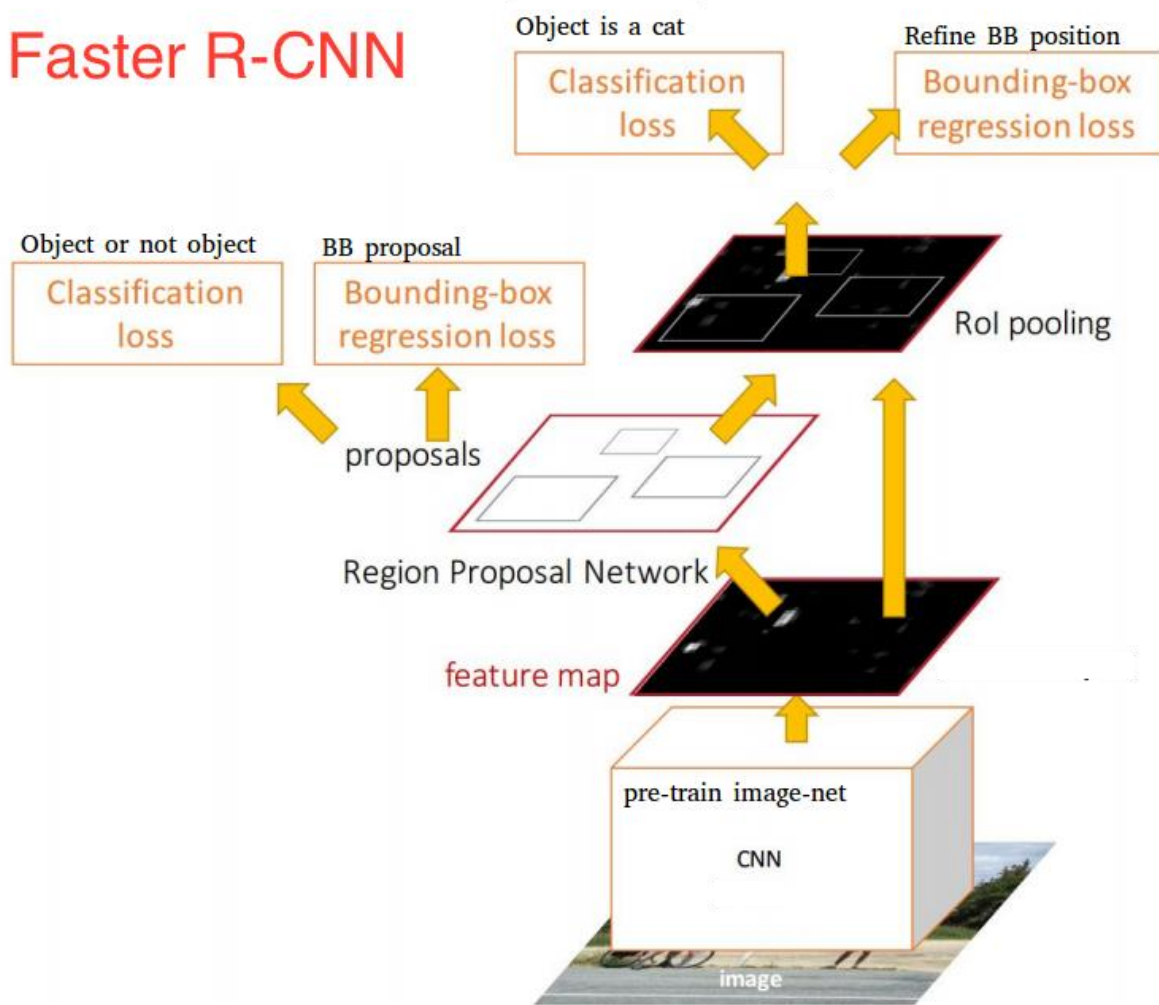 Faster R-CNN
Object is a cat
Classification
loss
Refine BB position
Bounding-box
regression loss
Object or not object
Classification
loss
BB proposal
Bounding-box
regression loss
RoI pooling
proposals
Region Proposal Network
feature map
pre-train image-net
CNN
image